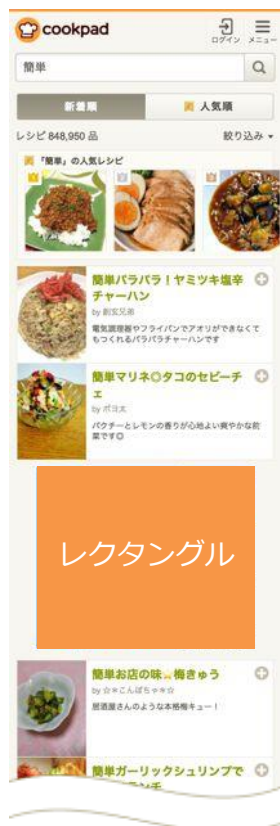 cookpad
ログイン
メニュー
簡単
新着順
人気順
レシピ 848,950 品
絞り込み
「簡単」の人気レシピ
簡単パラパラ!ヤミツキ塩辛
チャーハン
by 創玄兄弟
電気調理器やフライパンでアオリができなくて
もつくれるパラパラチャーハンです
簡単マリネ◎タコのセビーチ
ェ
by ポヨ太
パクチーとレモンの香りが心地よい爽やかな前
菜です◎
レクタングル
簡単お店の味 梅きゅう
by ☆*こんぱちゃ*☆
居酒屋さんのような本格梅キュー!
簡単ガーリックシュリンプで